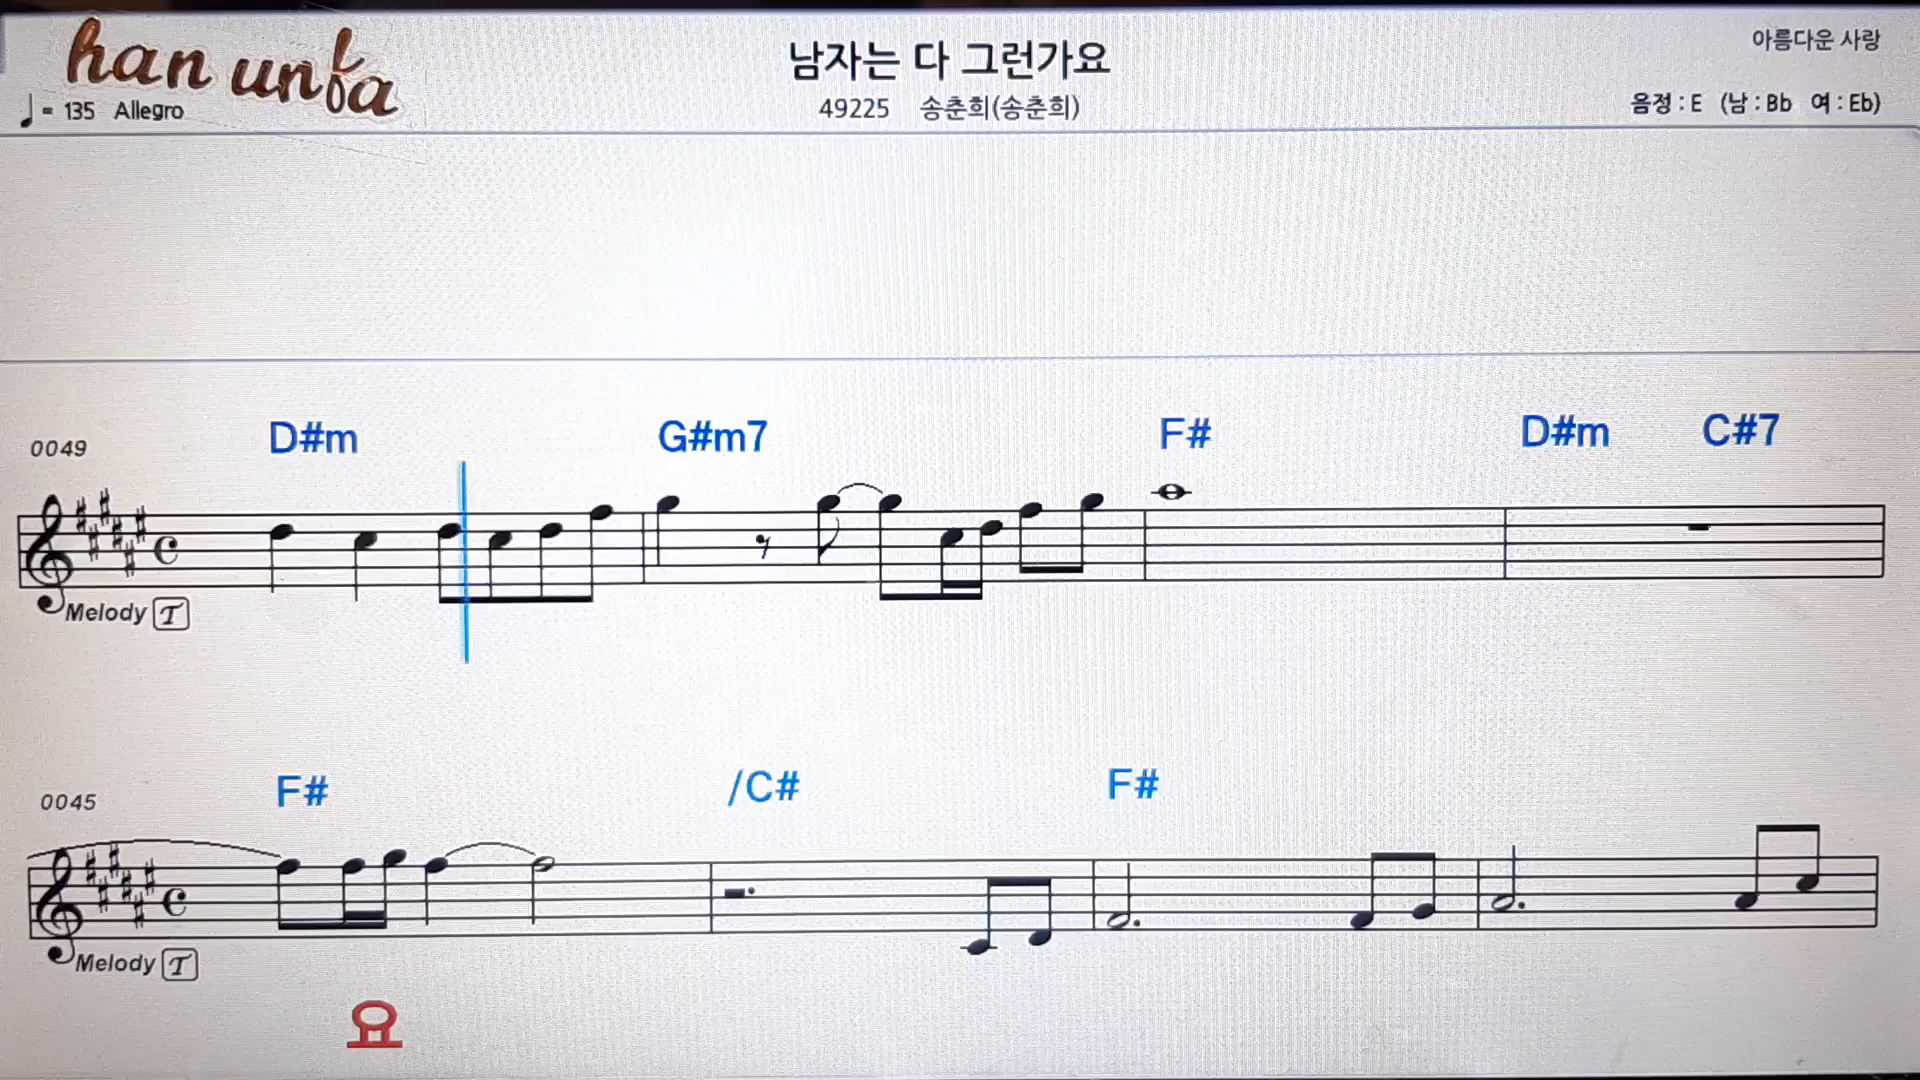 han unfa
남자는 다 그런가요
아름다운 사랑
♩ = 135 Allegro
49225 송춘희(송춘희)
음정 : E (남 : Bb 여 : Eb)
0049 D#m G#m7 F# D#m C#7
Melody T
0045 F# /C# F#
Melody T
요